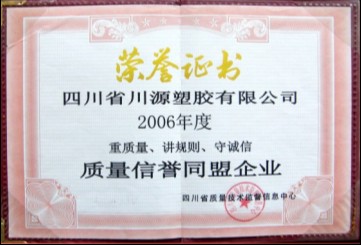 荣誉证书
四川省川源塑胶有限公司
2006年度
重质量、讲规则、守诚信
质量信誉同盟企业
四川省质量技术监督信息中心